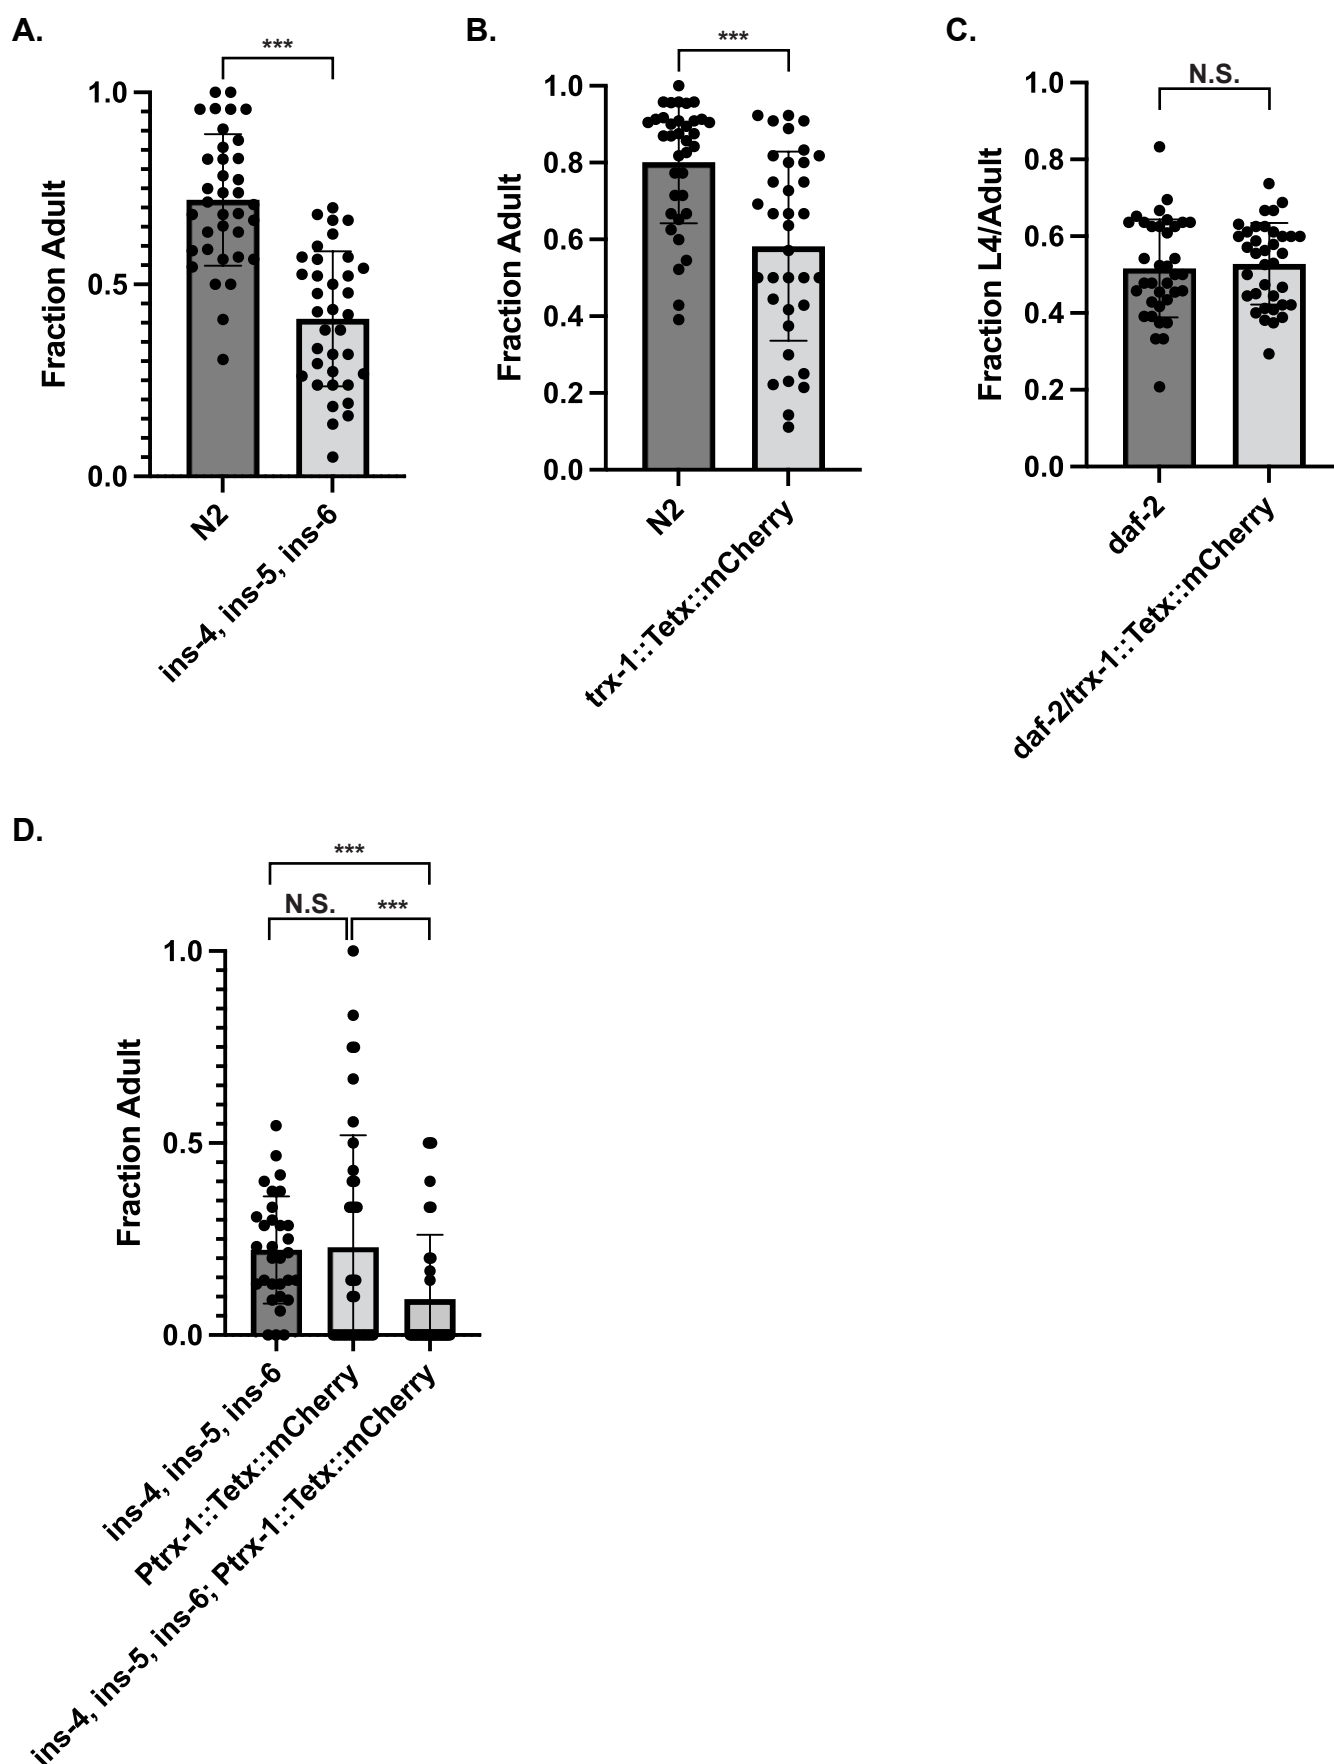 A.
***
1.0
0.5
0.0
Fraction Adult
N2
ins-4, ins-5, ins-6
B.
***
1.0
0.8
0.6
0.4
0.2
0.0
Fraction Adult
N2
trx-1::Tetx::mCherry
C.
N.S.
1.0
0.8
0.6
0.4
0.2
0.0
Fraction L4/Adult
daf-2
daf-2/trx-1::Tetx::mCherry
D.
***
N.S.
***
1.0
0.5
0.0
Fraction Adult
ins-4, ins-5, ins-6
Ptrx-1::Tetx::mCherry
ins-4, ins-5, ins-6; Ptrx-1::Tetx::mCherry